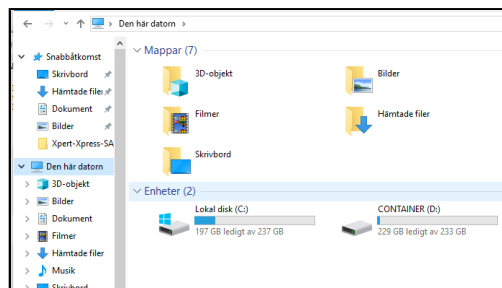 Den här datorn
Snabbåtkomst
Skrivbord
Hämtade filer
Dokument
Bilder
Xpert-Xpress-SA
Den här datorn
3D-objekt
Bilder
Dokument
Filmer
Hämtade filer
Musik
Skrivbord
Mappar (7)
3D-objekt
Bilder
Filmer
Hämtade filer
Skrivbord
Enheter (2)
Lokal disk (C:)
197 GB ledigt av 237 GB
CONTAINER (D:)
229 GB ledigt av 233 GB